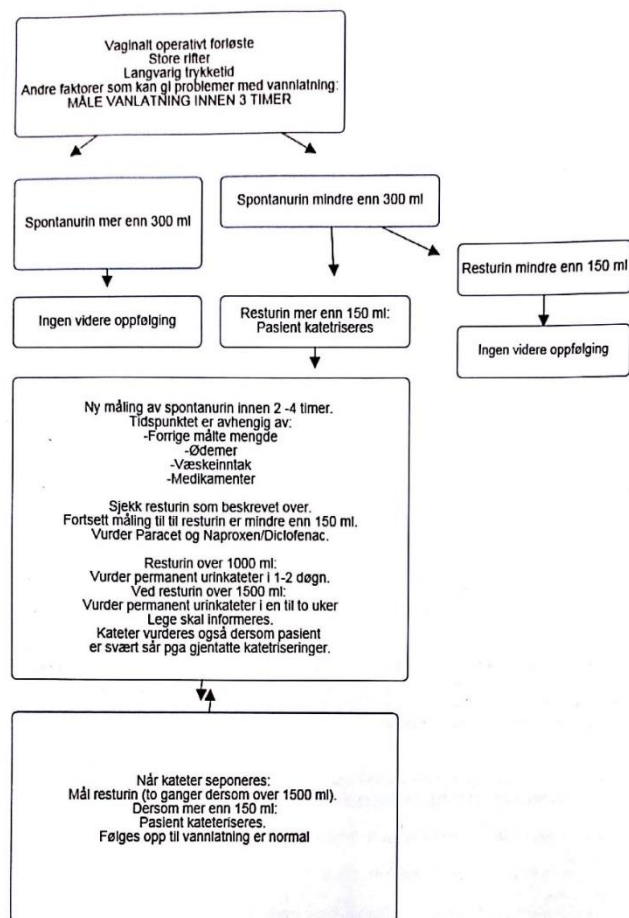 Vaginalt operativt forløste
Store rifter
Langvarig trykketid
Andre faktorer som kan gi problemer med vannlatning:
MÅLE VANLATNING INNEN 3 TIMER
Spontanurin mer enn 300 ml
Spontanurin mindre enn 300 ml
Resturin mindre enn 150 ml
Ingen videre oppfølging
Resturin mer enn 150 ml:
Pasient katetriseres
Ingen videre oppfølging
Ny måling av spontanurin innen 2 -4 timer.
Tidspunktet er avhengig av:
-Forrige målte mengde
-Ødemer
-Væskeinntak
-Medikamenter
Sjekk resturin som beskrevet over.
Fortsett måling til til resturin er mindre enn 150 ml.
Vurder Paracet og Naproxen/Diclofenac.
Resturin over 1000 ml:
Vurder permanent urinkateter i 1-2 døgn.
Ved resturin over 1500 ml:
Vurder permanent urinkateter i en til to uker
Lege skal informeres.
Kateter vurderes også dersom pasient
er svært sår pga gjentatte katetriseringer.
Når kateter seponeres:
Mål resturin (to ganger dersom over 1500 ml).
Dersom mer enn 150 ml:
Pasient kateteriseres.
Følges opp til vannlatning er normal